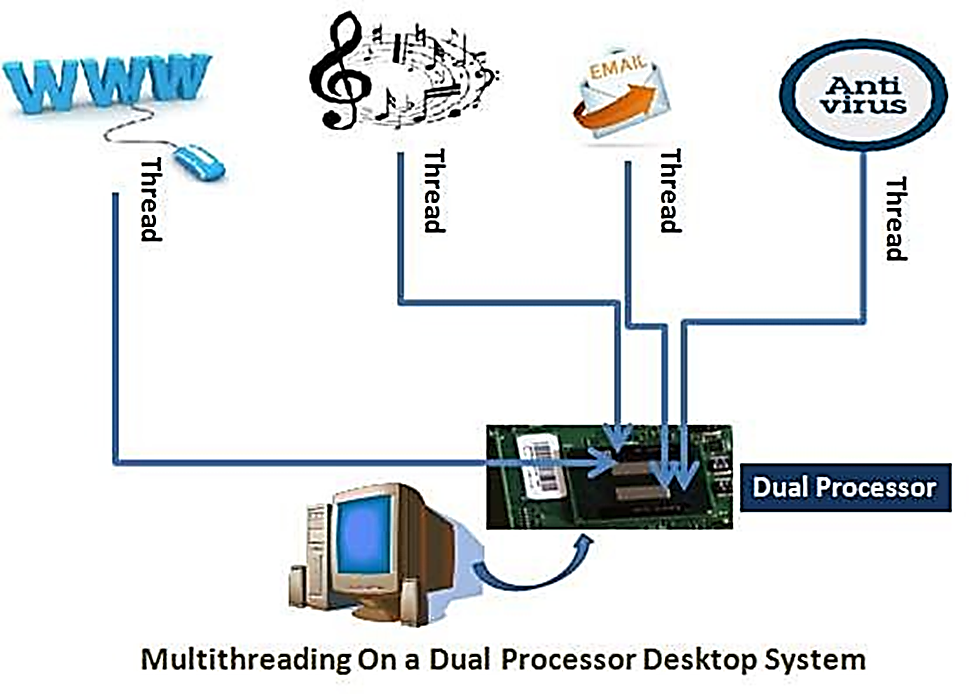 WWW
EMAIL
Anti
virus
Thread
Thread
Thread
Thread
Dual Processor
Multithreading On a Dual Processor Desktop System